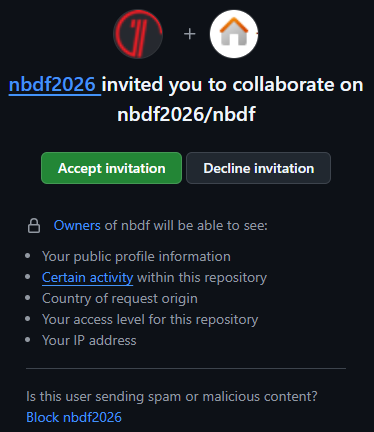 nbdf2026 invited you to collaborate on
nbdf2026/nbdf
Accept invitation
Decline invitation
Owners of nbdf will be able to see:
Your public profile information
Certain activity within this repository
Country of request origin
Your access level for this repository
Your IP address
Is this user sending spam or malicious content?
Block nbdf2026